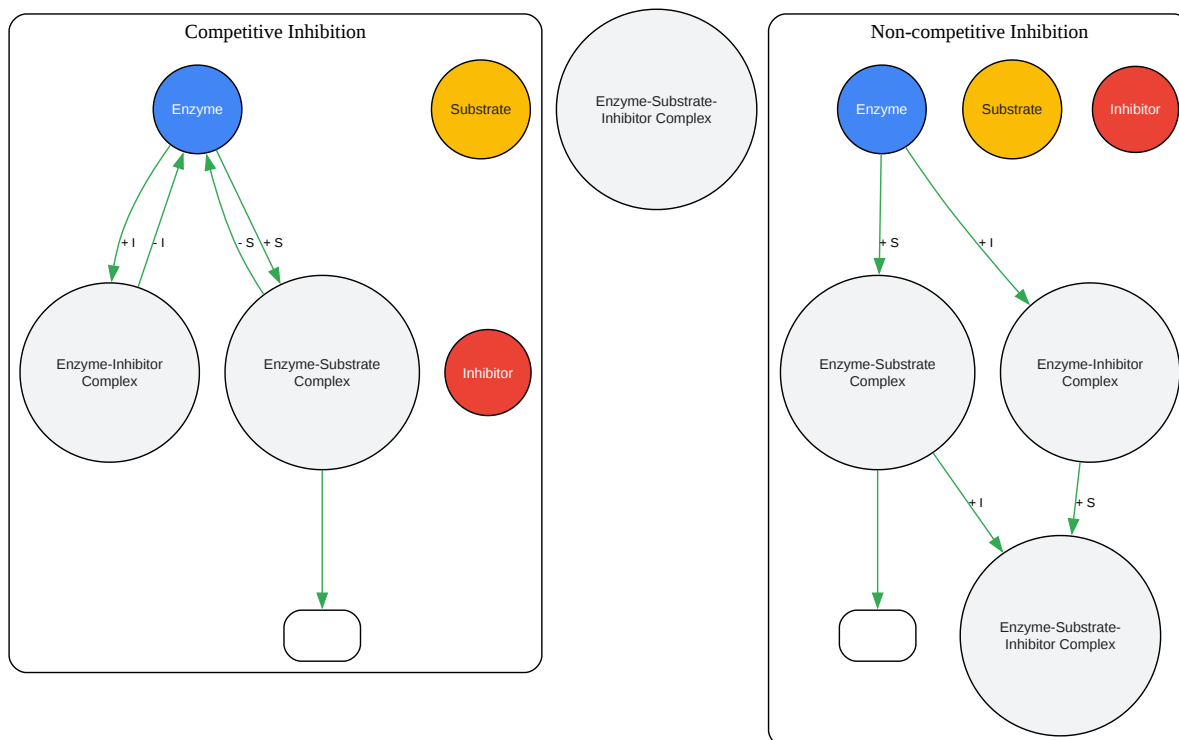 Competitive Inhibition
Enzyme
Substrate
+ I
- I
- S
+ S
Enzyme-Inhibitor
Complex
Enzyme-Substrate
Complex
Inhibitor
Enzyme-Substrate-
Inhibitor Complex
Non-competitive Inhibition
Enzyme
Substrate
Inhibitor
+ S
+ I
Enzyme-Substrate
Complex
Enzyme-Inhibitor
Complex
+ I
+ S
Enzyme-Substrate-
Inhibitor Complex